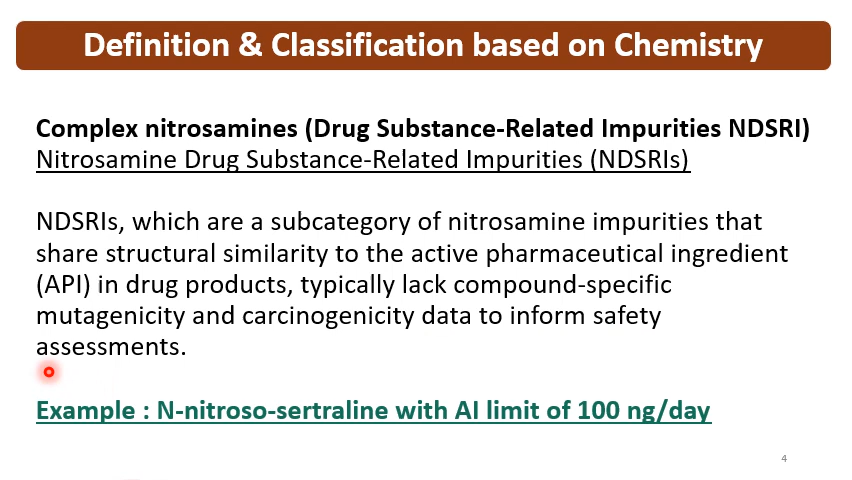 Definition & Classification based on Chemistry
Complex nitrosamines (Drug Substance-Related Impurities NDSRI)
Nitrosamine Drug Substance-Related Impurities (NDSRIs)
NDSRIs, which are a subcategory of nitrosamine impurities that
share structural similarity to the active pharmaceutical ingredient
(API) in drug products, typically lack compound-specific
mutagenicity and carcinogenicity data to inform safety
assessments.
Example : N-nitroso-sertraline with AI limit of 100 ng/day
4